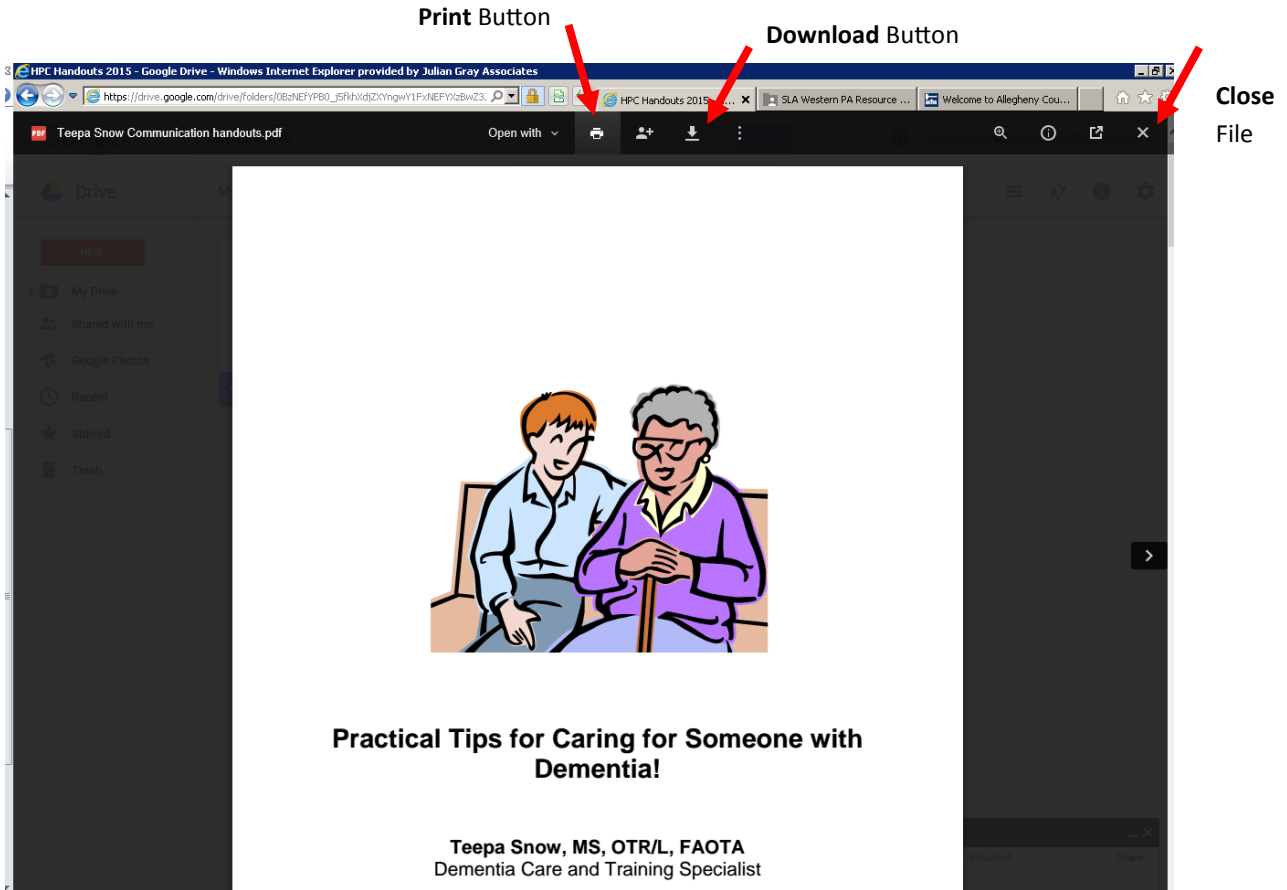 Print Button
Download Button
Close
File
HPC Handouts 2015 - Google Drive - Windows Internet Explorer provided by Julian Gray Associates
HPC Handouts 2015 - ... SLA Western PA Resource ... Welcome to Allegheny Cou...
PDF Teepa Snow Communication handouts.pdf Open with
Drive
NEW
My Drive
Shared with me
Google Photos
Recent
Starred
Trash
Practical Tips for Caring for Someone with
Dementia!
Teepa Snow, MS, OTR/L, FAOTA
Dementia Care and Training Specialist
Share